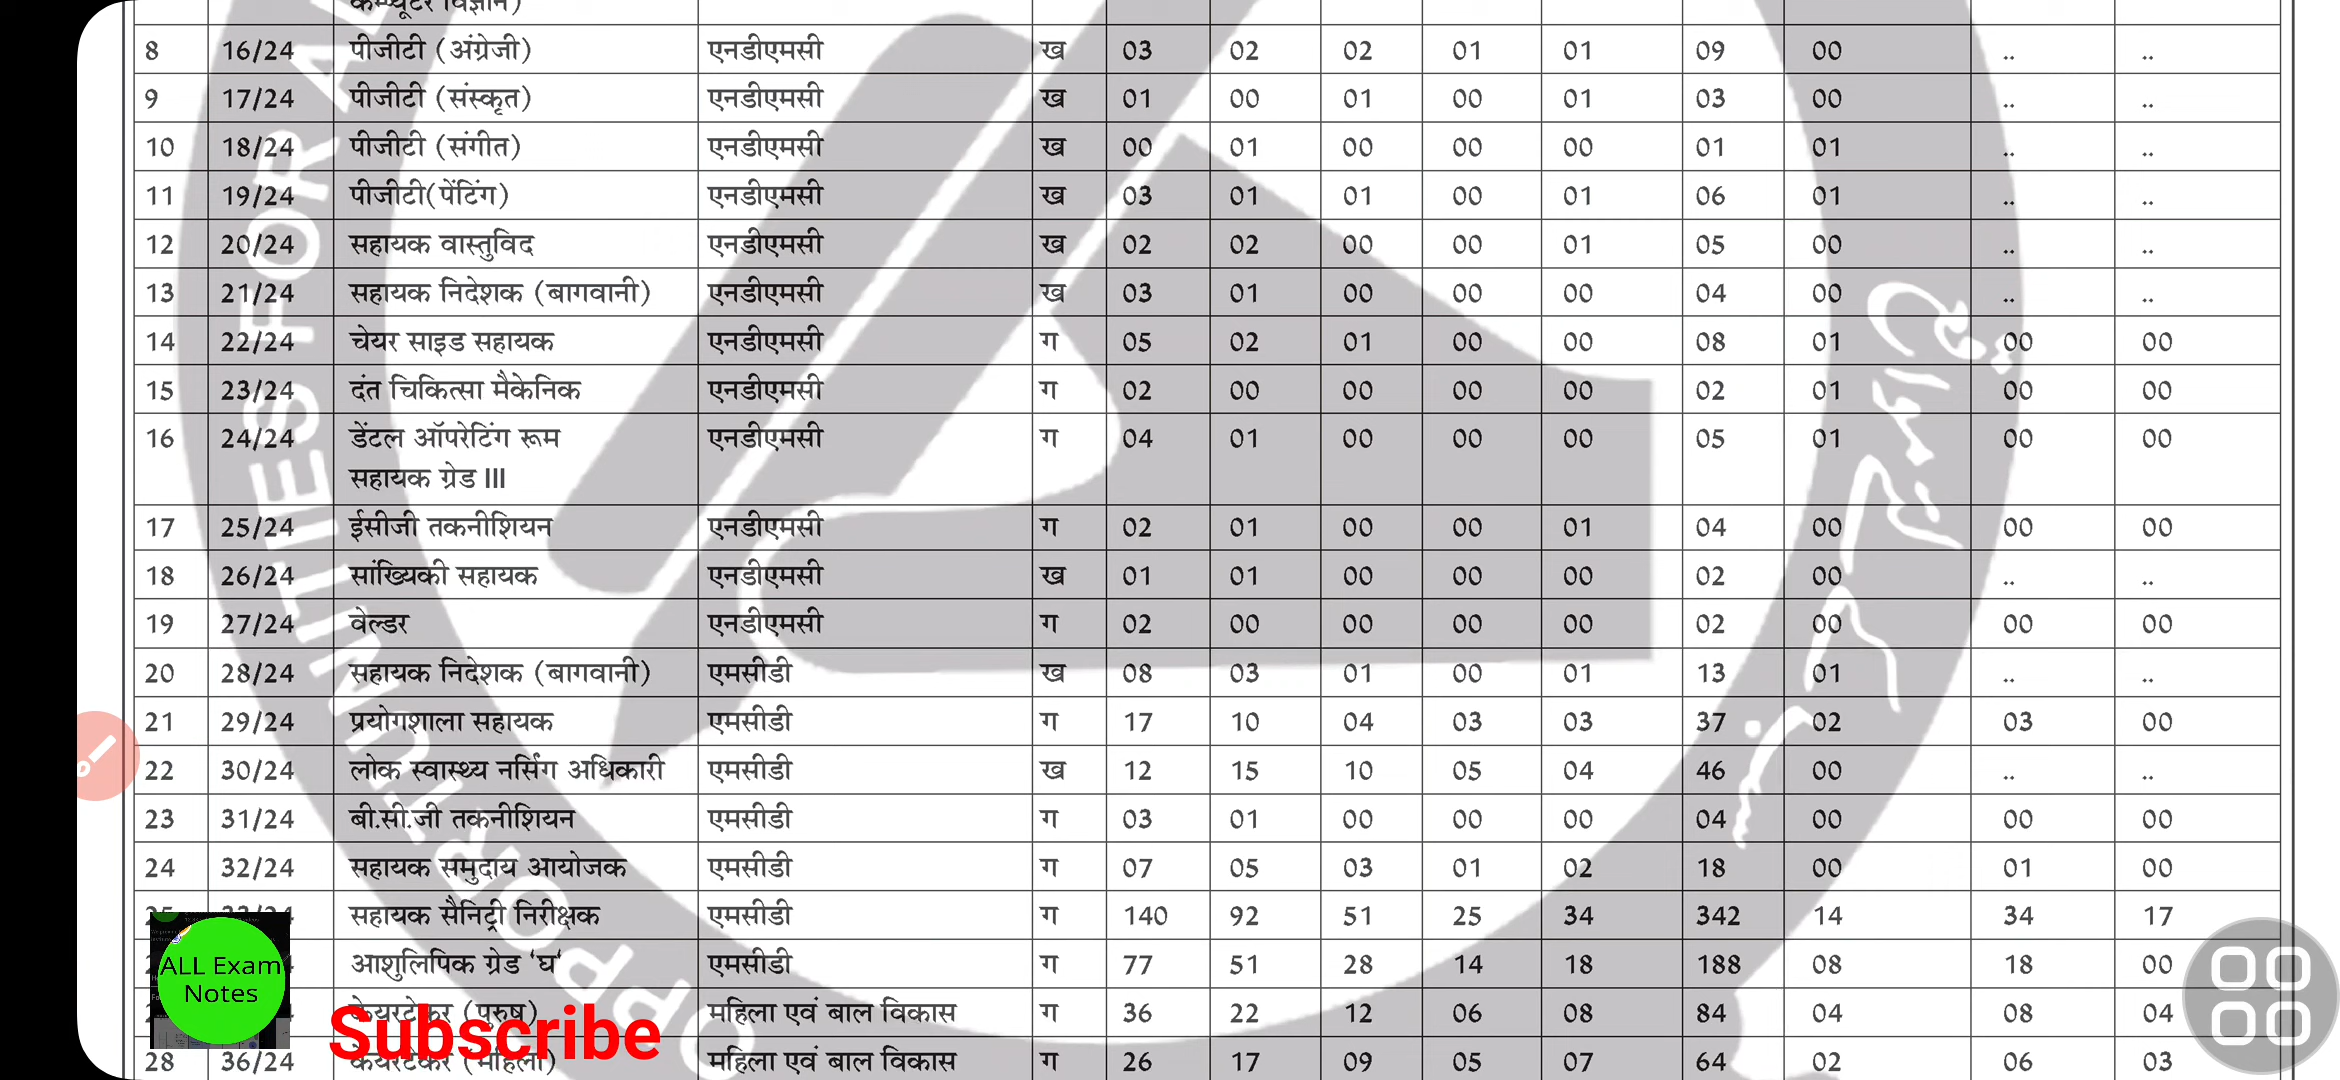 कम्प्यूटर विज्ञान)
8 16/24 पीजीटी (अंग्रेजी) एनडीएमसी ख 03 02 02 01 01 09 00 .. ..
9 17/24 पीजीटी (संस्कृत) एनडीएमसी ख 01 00 01 00 01 03 00 .. ..
10 18/24 पीजीटी (संगीत) एनडीएमसी ख 00 01 00 00 00 01 01 .. ..
11 19/24 पीजीटी(पेंटिंग) एनडीएमसी ख 03 01 01 00 01 06 01 .. ..
12 20/24 सहायक वास्तुविद एनडीएमसी ख 02 02 00 00 01 05 00 .. ..
13 21/24 सहायक निदेशक (बागवानी) एनडीएमसी ख 03 01 00 00 00 04 00 .. ..
14 22/24 चेयर साइड सहायक एनडीएमसी ग 05 02 01 00 00 08 01 00 00
15 23/24 दंत चिकित्सा मैकेनिक एनडीएमसी ग 02 00 00 00 00 02 01 00 00
16 24/24 डेंटल ऑपरेटिंग रूम एनडीएमसी ग 04 01 00 00 00 05 01 00 00
सहायक ग्रेड III
17 25/24 ईसीजी तकनीशियन एनडीएमसी ग 02 01 00 00 01 04 00 00 00
18 26/24 सांख्यिकी सहायक एनडीएमसी ख 01 01 00 00 00 02 00 .. ..
19 27/24 वेल्डर एनडीएमसी ग 02 00 00 00 00 02 00 00 00
20 28/24 सहायक निदेशक (बागवानी) एमसीडी ख 08 03 01 00 01 13 01 .. ..
21 29/24 प्रयोगशाला सहायक एमसीडी ग 17 10 04 03 03 37 02 03 00
22 30/24 लोक स्वास्थ्य नर्सिंग अधिकारी एमसीडी ख 12 15 10 05 04 46 00 .. ..
23 31/24 बी.सी.जी तकनीशियन एमसीडी ग 03 01 00 00 00 04 00 00 00
24 32/24 सहायक समुदाय आयोजक एमसीडी ग 07 05 03 01 02 18 00 01 00
सहायक सैनिट्री निरीक्षक एमसीडी ग 140 92 51 25 34 342 14 34 17
आशुलिपिक ग्रेड 'घ' एमसीडी ग 77 51 28 14 18 188 08 18 00
केयरटेकर (पुरुष) महिला एवं बाल विकास ग 36 22 12 06 08 84 04 08 04
28 36/24 केयरटेकर (महिला) महिला एवं बाल विकास ग 26 17 09 05 07 64 02 06 03
ALL Exam
Notes
Subscribe
OPPORTUNITIES FOR AL